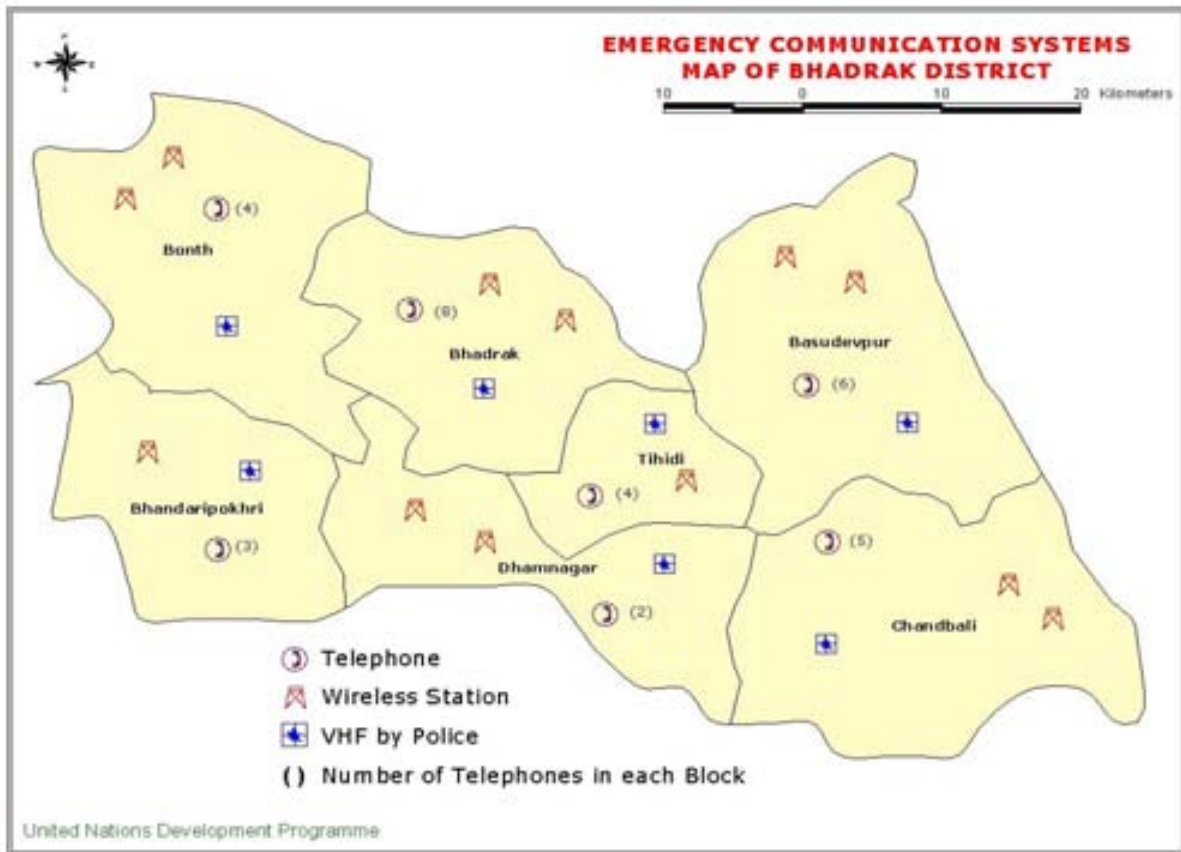 EMERGENCY COMMUNICATION SYSTEMS
MAP OF BHADRAK DISTRICT
10 0 10 20 Kilometers
(4)
Bonth
(8)
Bhadrak
Basudevpur
(6)
Tihidi
(4)
Bhandaripokhri
(3)
Dhamnagar
(2)
(5)
Chandbali
Telephone
Wireless Station
VHF by Police
() Number of Telephones in each Block
United Nations Development Programme